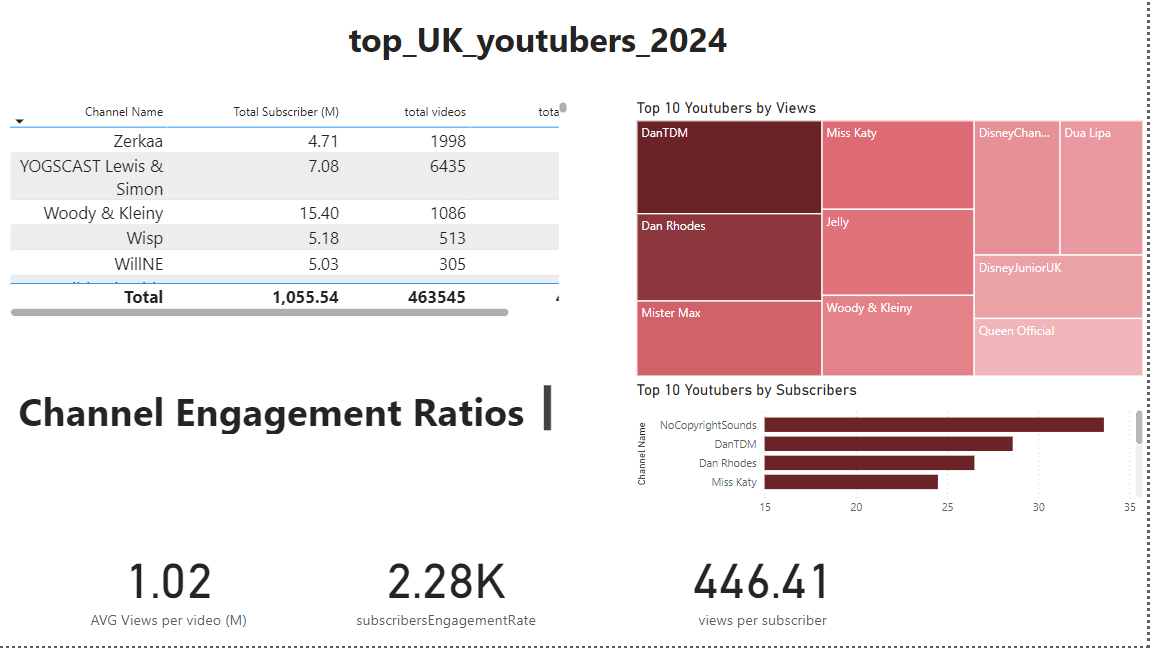 top_UK_youtubers_2024
Channel Name Total Subscriber (M) total videos tota
Zerkaa 4.71 1998
YOGSCAST Lewis & 7.08 6435
Simon
Woody & Kleiny 15.40 1086
Wisp 5.18 513
WillNE 5.03 305
Total 1,055.54 463545
Top 10 Youtubers by Views
DanTDM
Dan Rhodes
Mister Max
Miss Katy
Jelly
Woody & Kleiny
DisneyChan...
Dua Lipa
DisneyJuniorUK
Queen Official
Channel Engagement Ratios
Top 10 Youtubers by Subscribers
Channel Name
NoCopyrightSounds
DanTDM
Dan Rhodes
Miss Katy
15 20 25 30 35
1.02
AVG Views per video (M)
2.28K
subscribersEngagementRate
446.41
views per subscriber